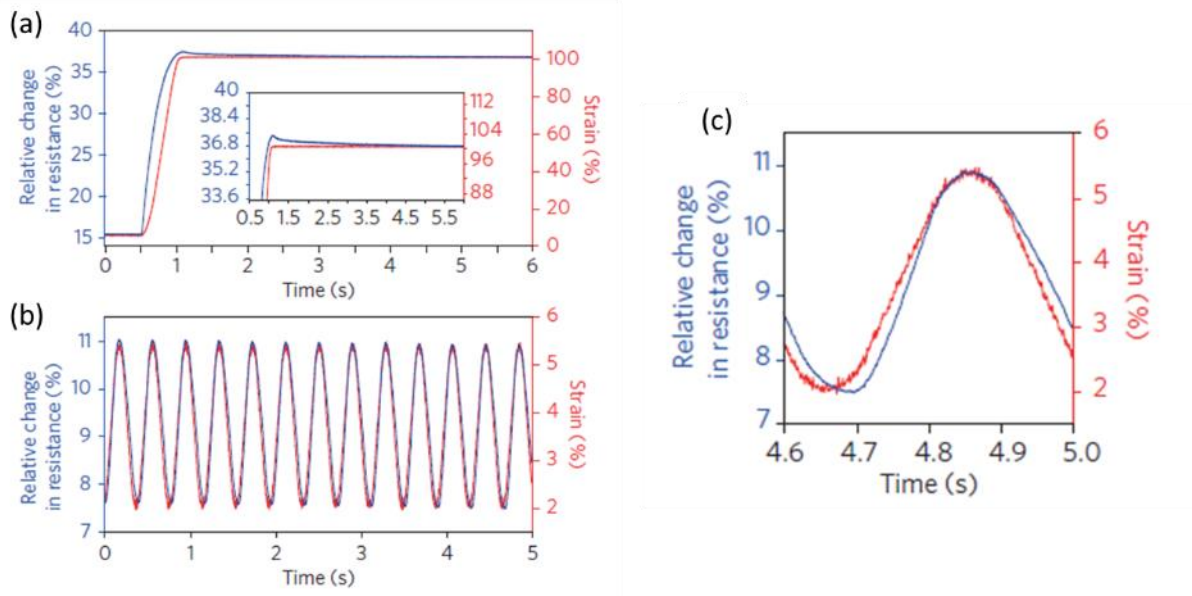 (a)
Relative change
in resistance (%)
40
35
30
25
20
15
Strain (%)
100
80
60
40
20
0
40
38.4
36.8
35.2
33.6
112
104
96
88
0.5 1.5 2.5 3.5 4.5 5.5
0 1 2 3 4 5 6
Time (s)
(b)
Relative change
in resistance (%)
11
10
9
8
7
Strain (%)
6
5
4
3
2
0 1 2 3 4 5
Time (s)
(c)
Relative change
in resistance (%)
11
10
9
8
7
Strain (%)
6
5
4
3
2
4.6 4.7 4.8 4.9 5.0
Time (s)